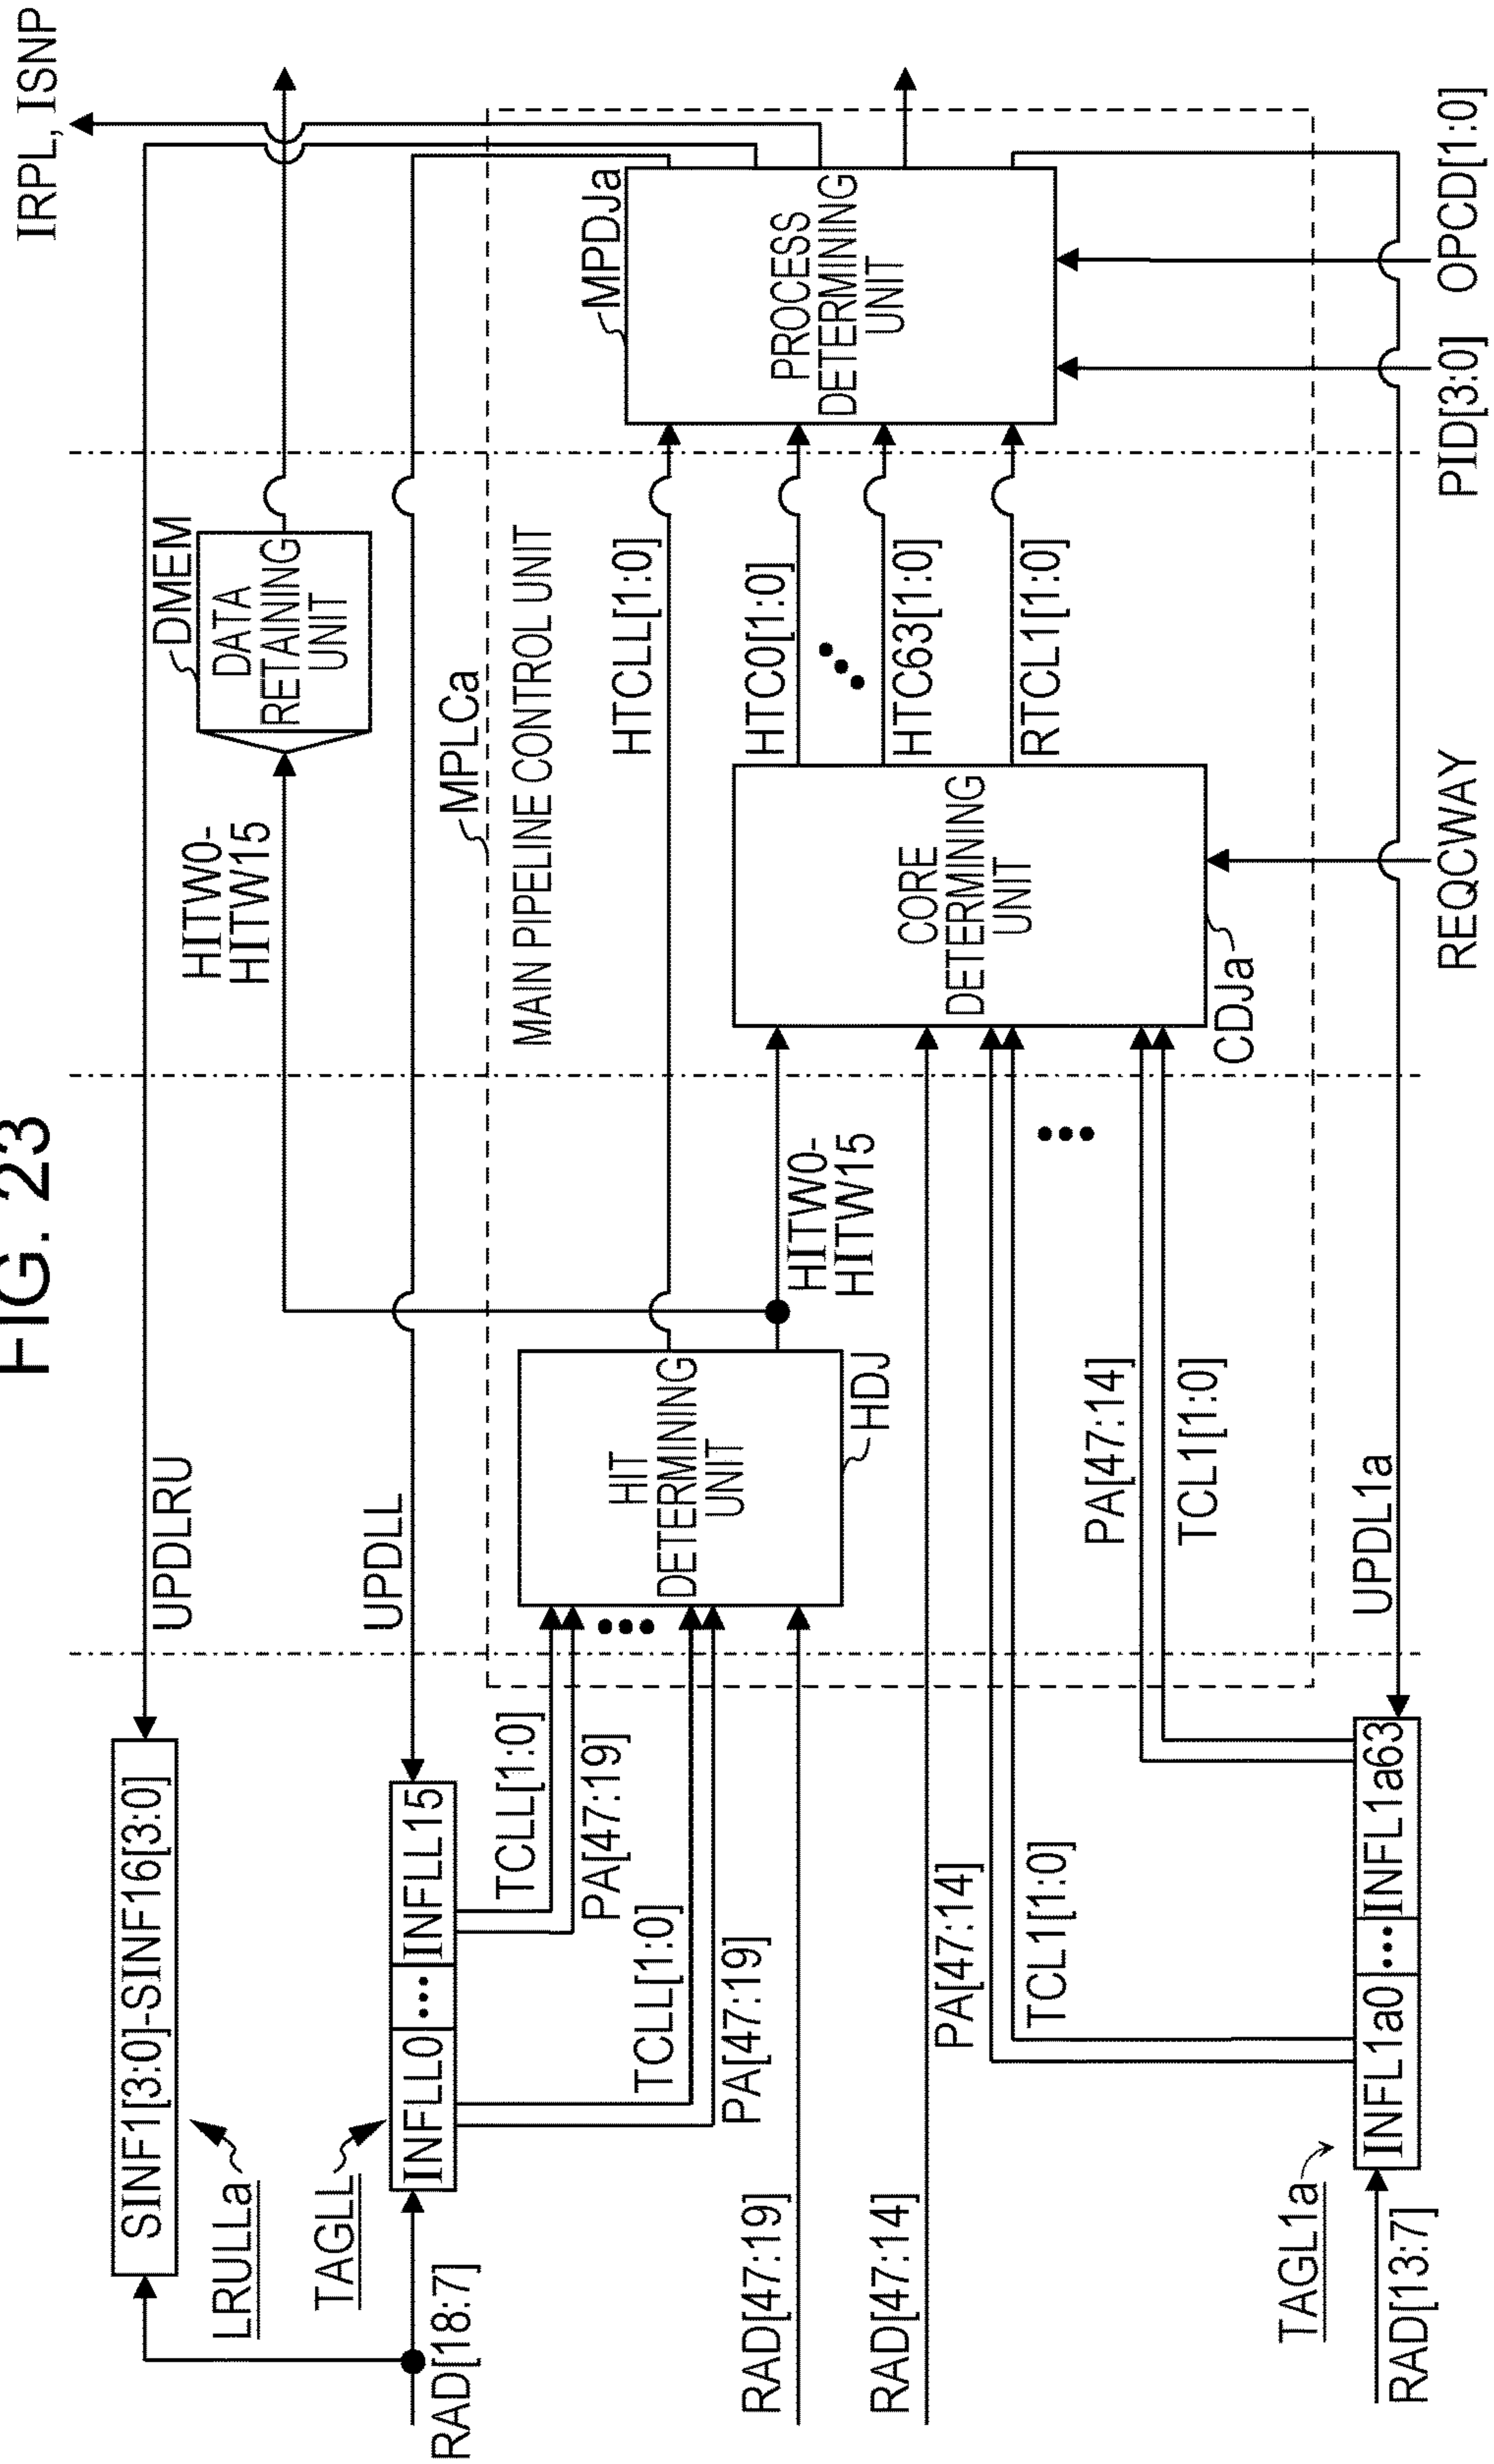 FIG. 23
IRPL, ISNP
SINF1[3:0]-SINF16[3:0]
LRULLa
UPDLRU
HITW0-
HITW15
DMEM
DATA
RETAINING
UNIT
TAGLL
INFLL0
•••
INFLL15
RAD[18:7]
UPDLL
TCLL[1:0]
PA[47:19]
TCLL[1:0]
PA[47:19]
RAD[47:19]
MPLCa
MAIN PIPELINE CONTROL UNIT
HIT
DETERMINING
UNIT
HDJ
HITW0-
HITW15
HTCLL[1:0]
MPDJa
PROCESS
DETERMINING
UNIT
HTC0[1:0]
•••
HTC63[1:0]
RTCL1[1:0]
CORE
DETERMINING
UNIT
CDJa
RAD[47:14]
PA[47:14]
TCL1[1:0]
•••
PA[47:14]
TCL1[1:0]
TAGL1a
INFL1a0
•••
INFL1a63
RAD[13:7]
UPDL1a
REQCWAY
PID[3:0]
OPCD[1:0]